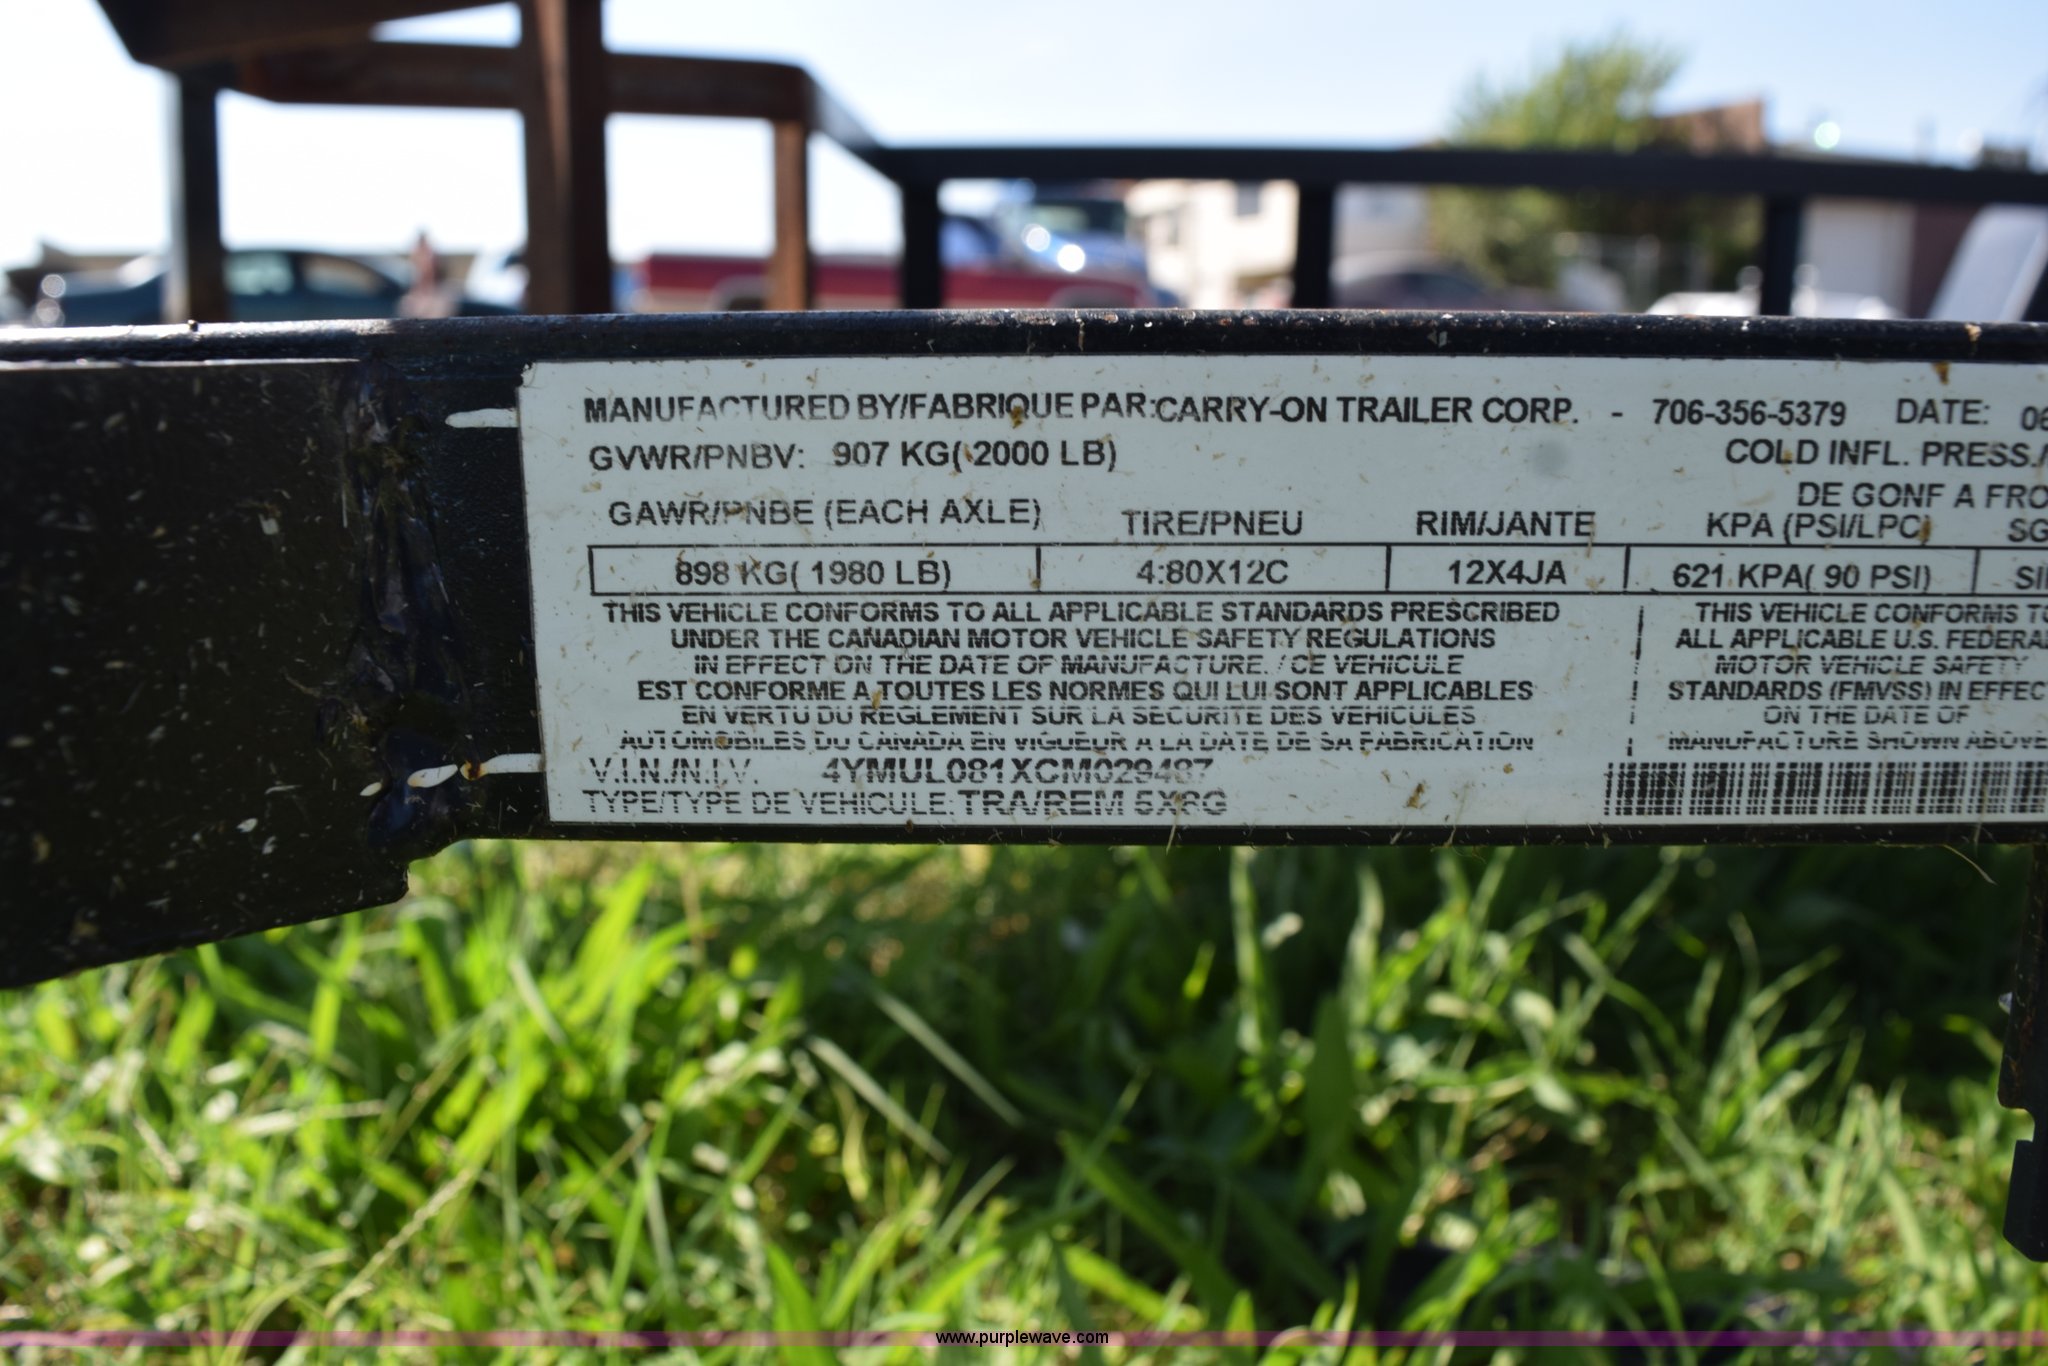 MANUFACTURED BY/FABRIQUE PAR:CARRY-ON TRAILER CORP. - 706-356-5379 DATE: 06
GVWR/PNBV: 907 KG( 2000 LB) COLD INFL. PRESS./
DE GONF A FRO
GAWR/PNBE (EACH AXLE) TIRE/PNEU RIM/JANTE KPA (PSI/LPC) SG
898 KG( 1980 LB) 4:80X12C 12X4JA 621 KPA( 90 PSI) SI
THIS VEHICLE CONFORMS TO ALL APPLICABLE STANDARDS PRESCRIBED
UNDER THE CANADIAN MOTOR VEHICLE SAFETY REGULATIONS
IN EFFECT ON THE DATE OF MANUFACTURE. / CE VEHICULE
EST CONFORME A TOUTES LES NORMES QUI LUI SONT APPLICABLES
EN VERTU DU REGLEMENT SUR LA SECURITE DES VEHICULES
AUTOMOBILES DU CANADA EN VIGUEUR A LA DATE DE SA FABRICATION
THIS VEHICLE CONFORMS TO
ALL APPLICABLE U.S. FEDERAL
MOTOR VEHICLE SAFETY
STANDARDS (FMVSS) IN EFFECT
ON THE DATE OF
MANUFACTURE SHOWN ABOVE
V.I.N./N.I.V. 4YMUL081XCM029487
TYPE/TYPE DE VEHICULE: TRA/REM 5X8G
www.purplewave.com